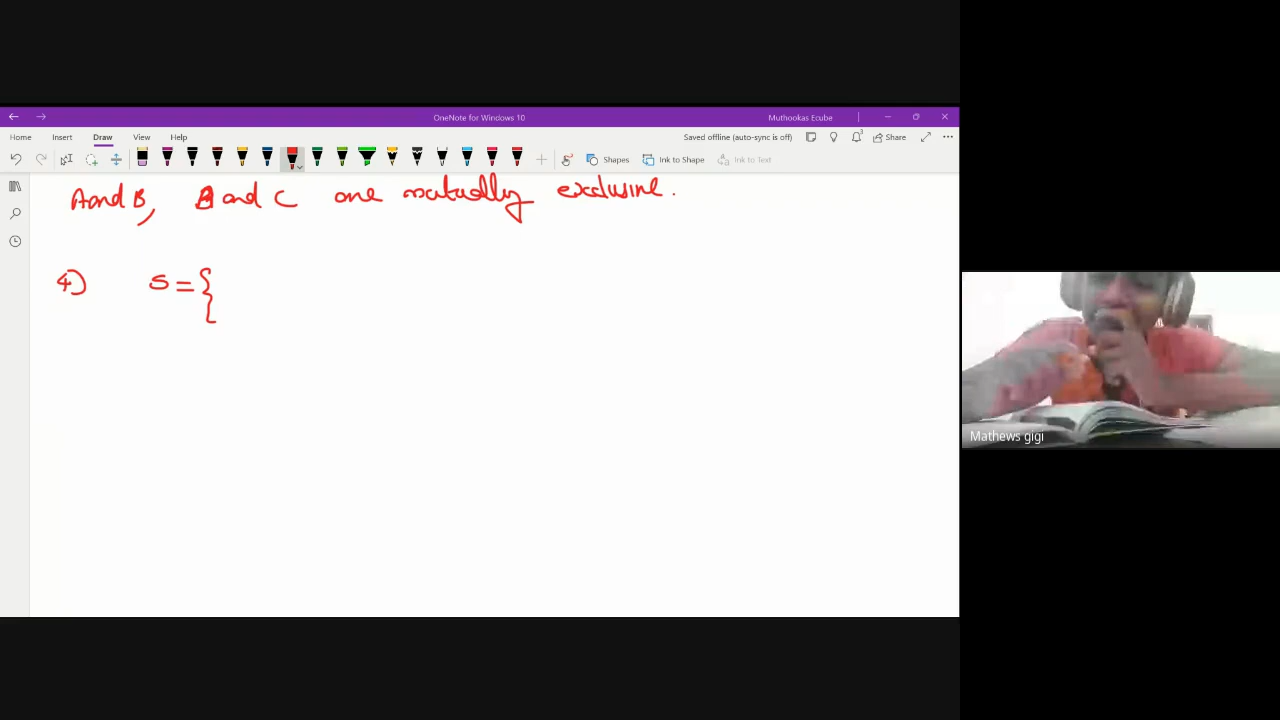 OneNote for Windows 10
Muthookas Ecube
Home Insert Draw View Help
Saved offline (auto-sync is off)
3
Share
Shapes
Ink to Shape
Ink to Text
A and B, B and C are mutually exclusive.
4) S = {
Mathews gigi